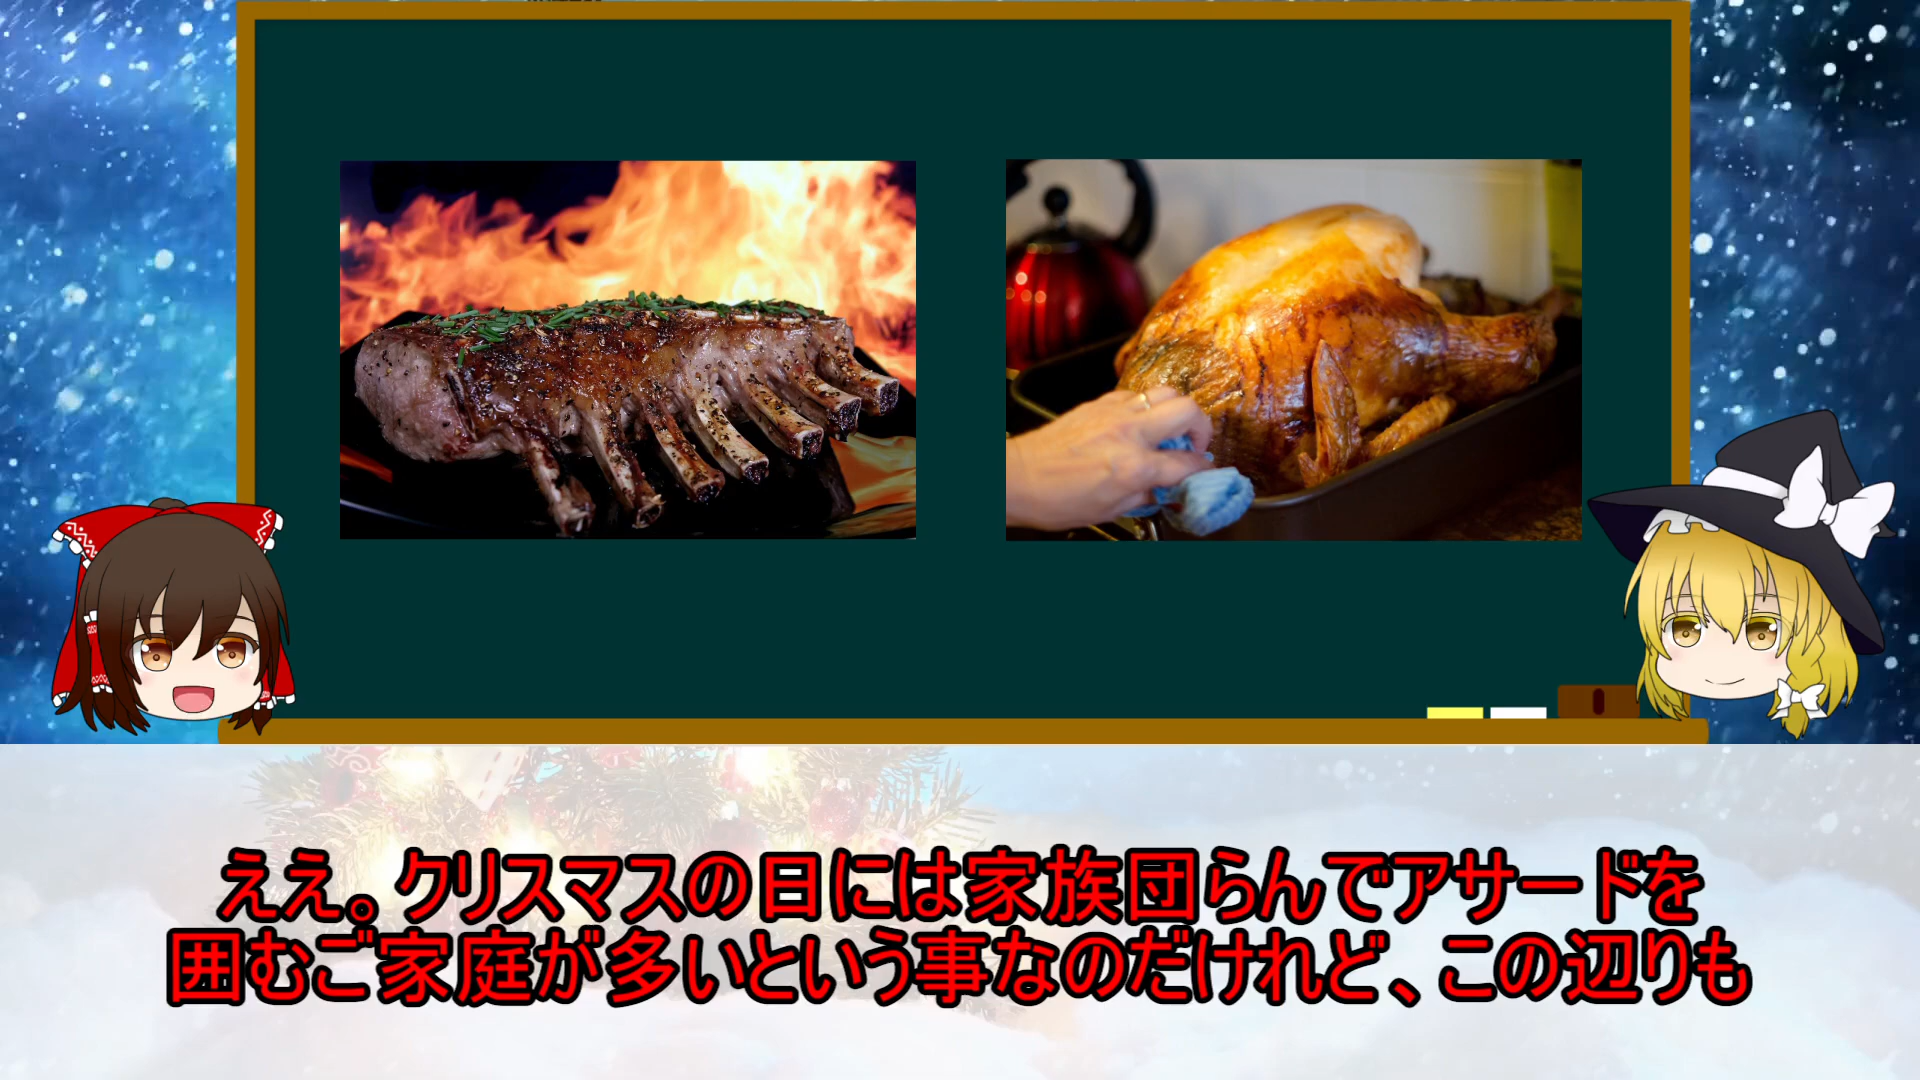 ええ。クリスマスの日には家族団らんでアサードを
囲むご家庭が多いという事なのだけれど、この辺りも